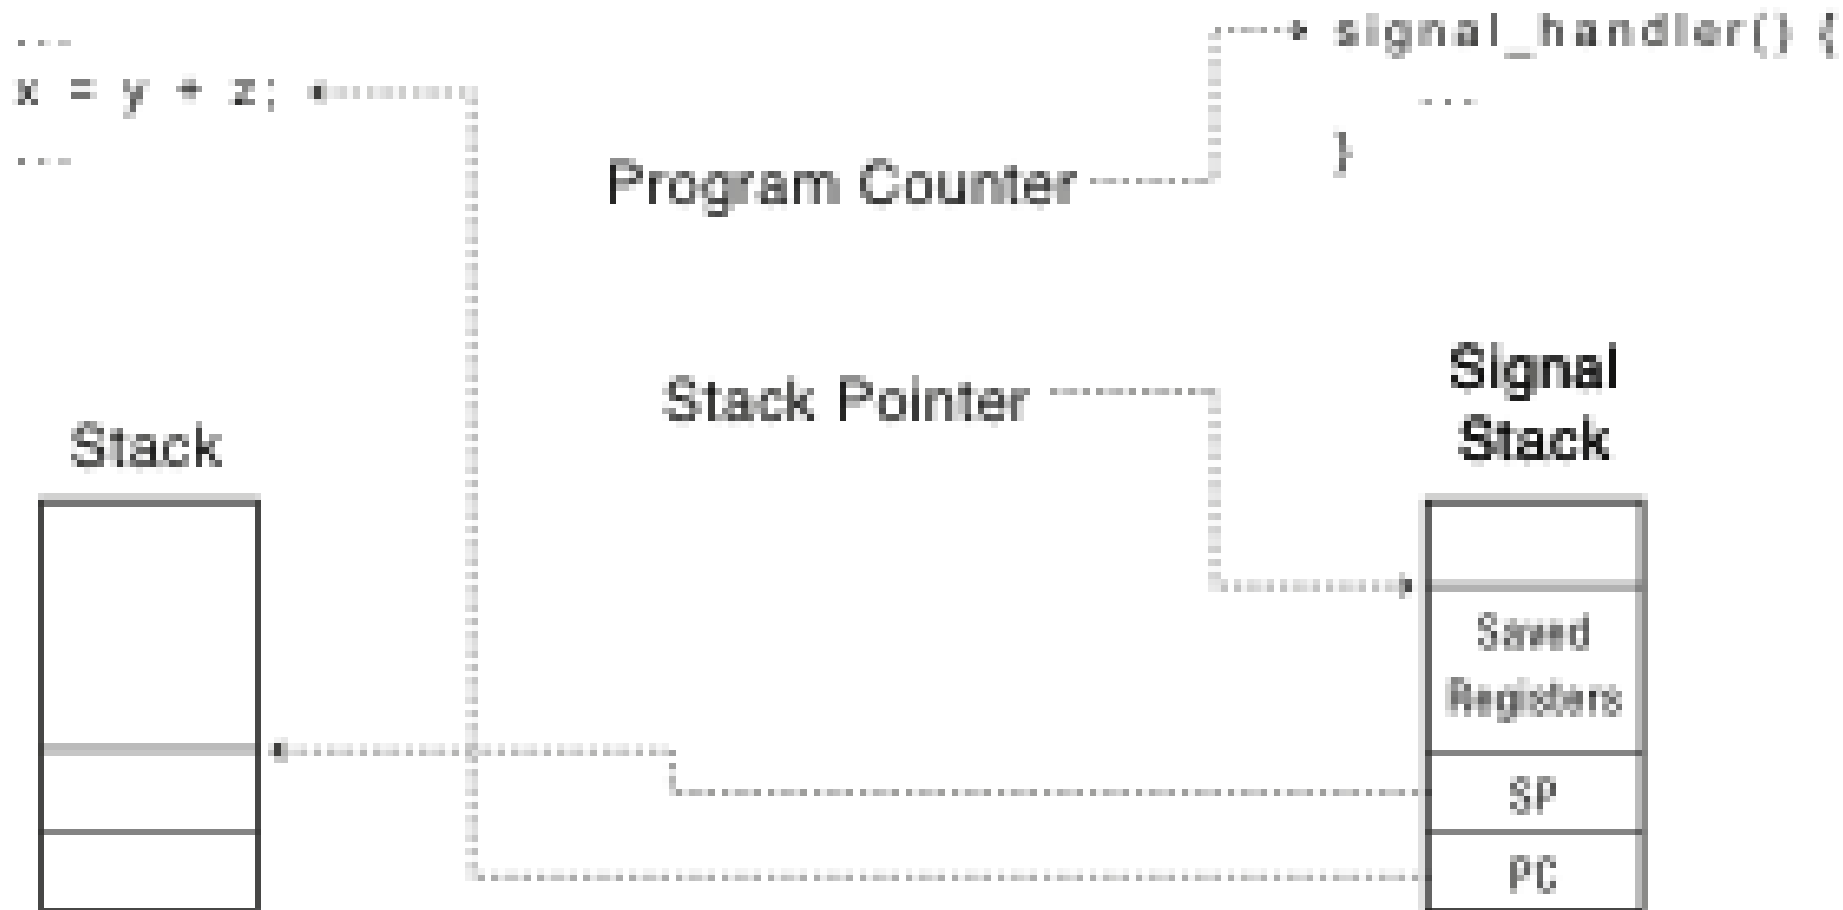 ...
x = y + z;
...
signal_handler() {
...
}
Program Counter
Stack Pointer
Stack
Signal
Stack
Saved
Registers
SP
PC